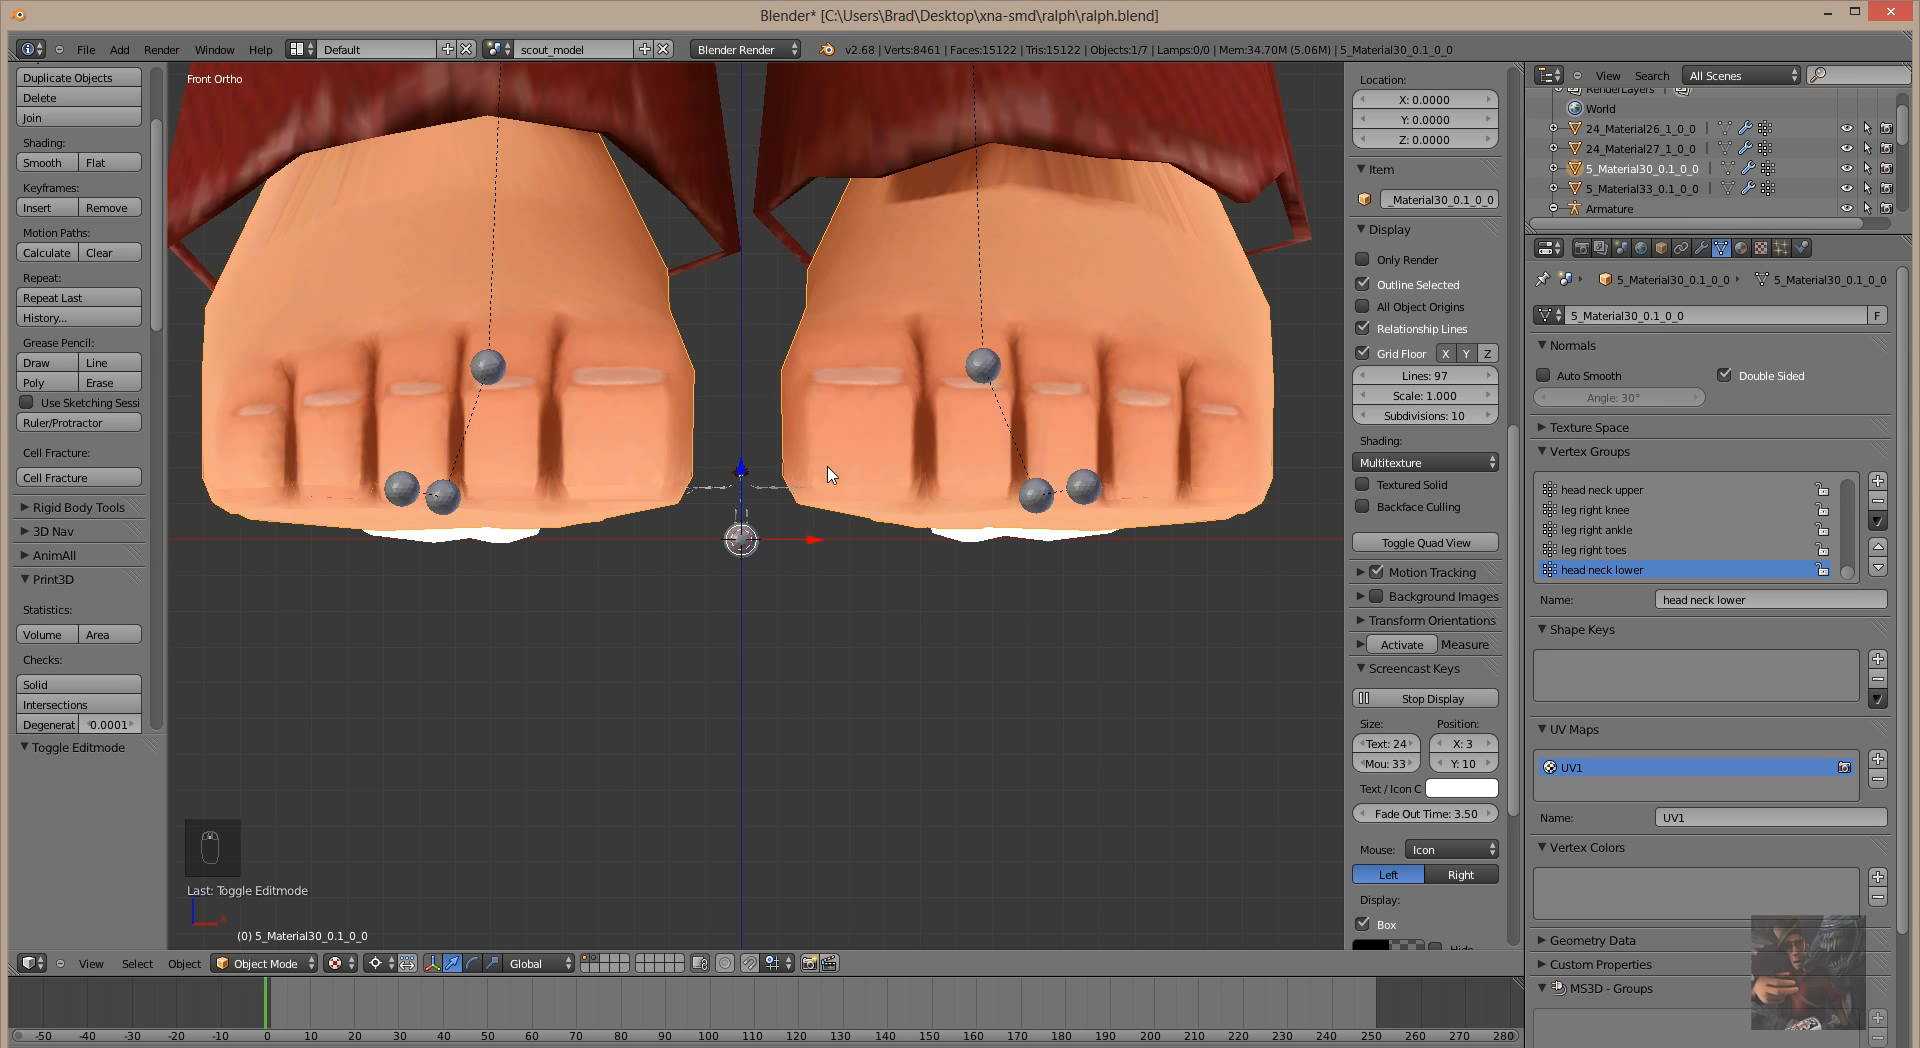 Blender* [C:\Users\Brad\Desktop\xna-smd\ralph\ralph.blend]
File Add Render Window Help Default scout_model Blender Render v2.68 | Verts:8461 | Faces:15122 | Tris:15122 | Objects:1/7 | Lamps:0/0 | Mem:34.70M (5.06M) | 5_Material30_0.1_0_0
Duplicate Objects
Delete
Join
Shading:
Smooth Flat
Keyframes:
Insert Remove
Motion Paths:
Calculate Clear
Repeat:
Repeat Last
History...
Grease Pencil:
Draw Line
Poly Erase
Use Sketching Sessi
Ruler/Protractor
Cell Fracture:
Cell Fracture
Rigid Body Tools
3D Nav
AnimAll
Print3D
Statistics:
Volume Area
Checks:
Solid
Intersections
Degenerat 0.0001
Toggle Editmode
Front Ortho
Last: Toggle Editmode
(0) 5_Material30_0.1_0_0
View Select Object Object Mode Global
Location:
X: 0.0000
Y: 0.0000
Z: 0.0000
Item
_Material30_0.1_0_0
Display
Only Render
Outline Selected
All Object Origins
Relationship Lines
Grid Floor X Y Z
Lines: 97
Scale: 1.000
Subdivisions: 10
Shading:
Multitexture
Textured Solid
Backface Culling
Toggle Quad View
Motion Tracking
Background Images
Transform Orientations
Activate Measure
Screencast Keys
Stop Display
Size: Position:
Text: 24 X: 3
Mou: 33 Y: 10
Text / Icon C
Fade Out Time: 3.50
Mouse: Icon
Left Right
Display:
Box
Hide
View Search All Scenes
RenderLayers
World
24_Material26_1_0_0
24_Material27_1_0_0
5_Material30_0.1_0_0
5_Material33_0.1_0_0
Armature
5_Material30_0.1_0_0 5_Material30_0.1_0_0
5_Material30_0.1_0_0 F
Normals
Auto Smooth Double Sided
Angle: 30°
Texture Space
Vertex Groups
head neck upper
leg right knee
leg right ankle
leg right toes
head neck lower
Name: head neck lower
Shape Keys
UV Maps
UV1
Name: UV1
Vertex Colors
Geometry Data
Custom Properties
MS3D - Groups
-50 -40 -30 -20 -10 0 10 20 30 40 50 60 70 80 90 100 110 120 130 140 150 160 170 180 190 200 210 220 230 240 250 260 270 280